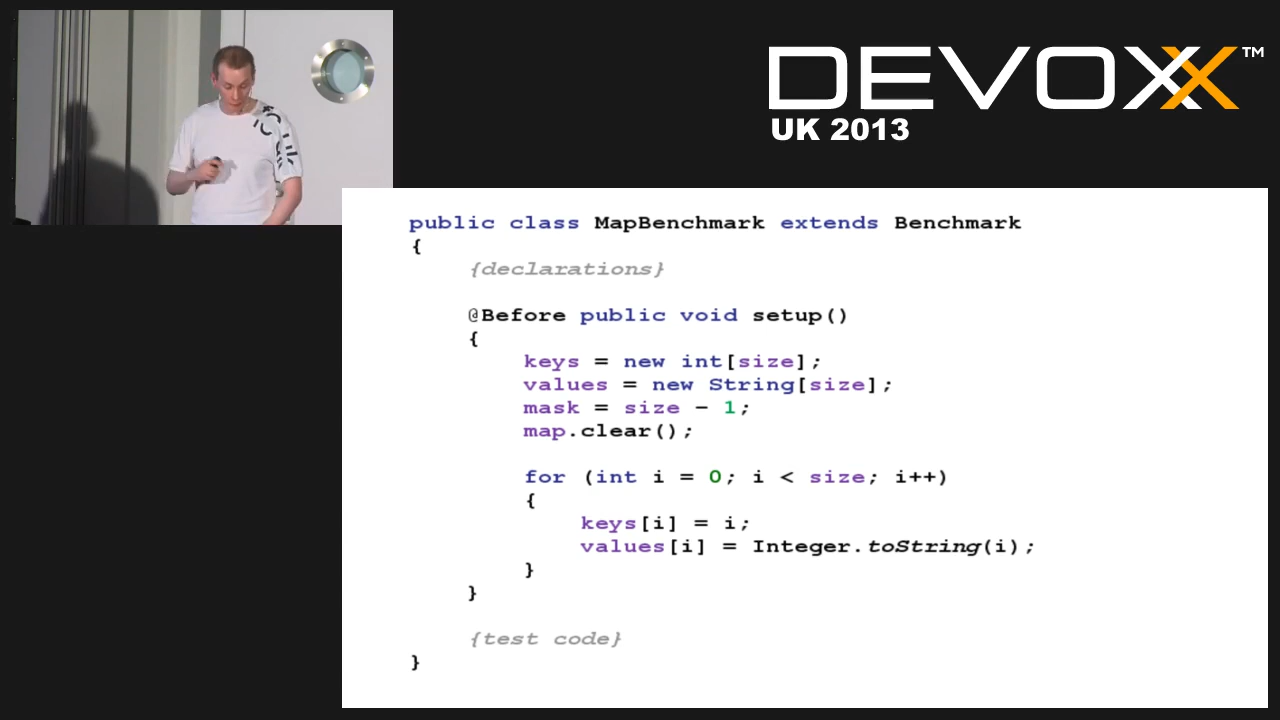 DEVOXX™
UK 2013
public class MapBenchmark extends Benchmark
{
{declarations}
@Before public void setup()
{
keys = new int[size];
values = new String[size];
mask = size - 1;
map.clear();
for (int i = 0; i < size; i++)
{
keys[i] = i;
values[i] = Integer.toString(i);
}
}
{test code}
}